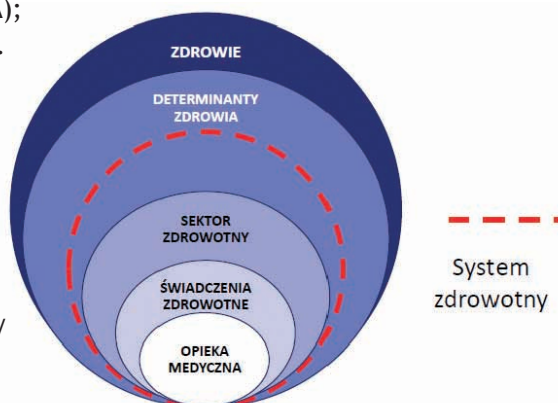 A);
.
ZDROWIE
DETERMINANTY
ZDROWIA
SEKTOR
ZDROWOTNY
ŚWIADCZENIA
ZDROWOTNE
OPIEKA
MEDYCZNA
System
zdrowotny
/